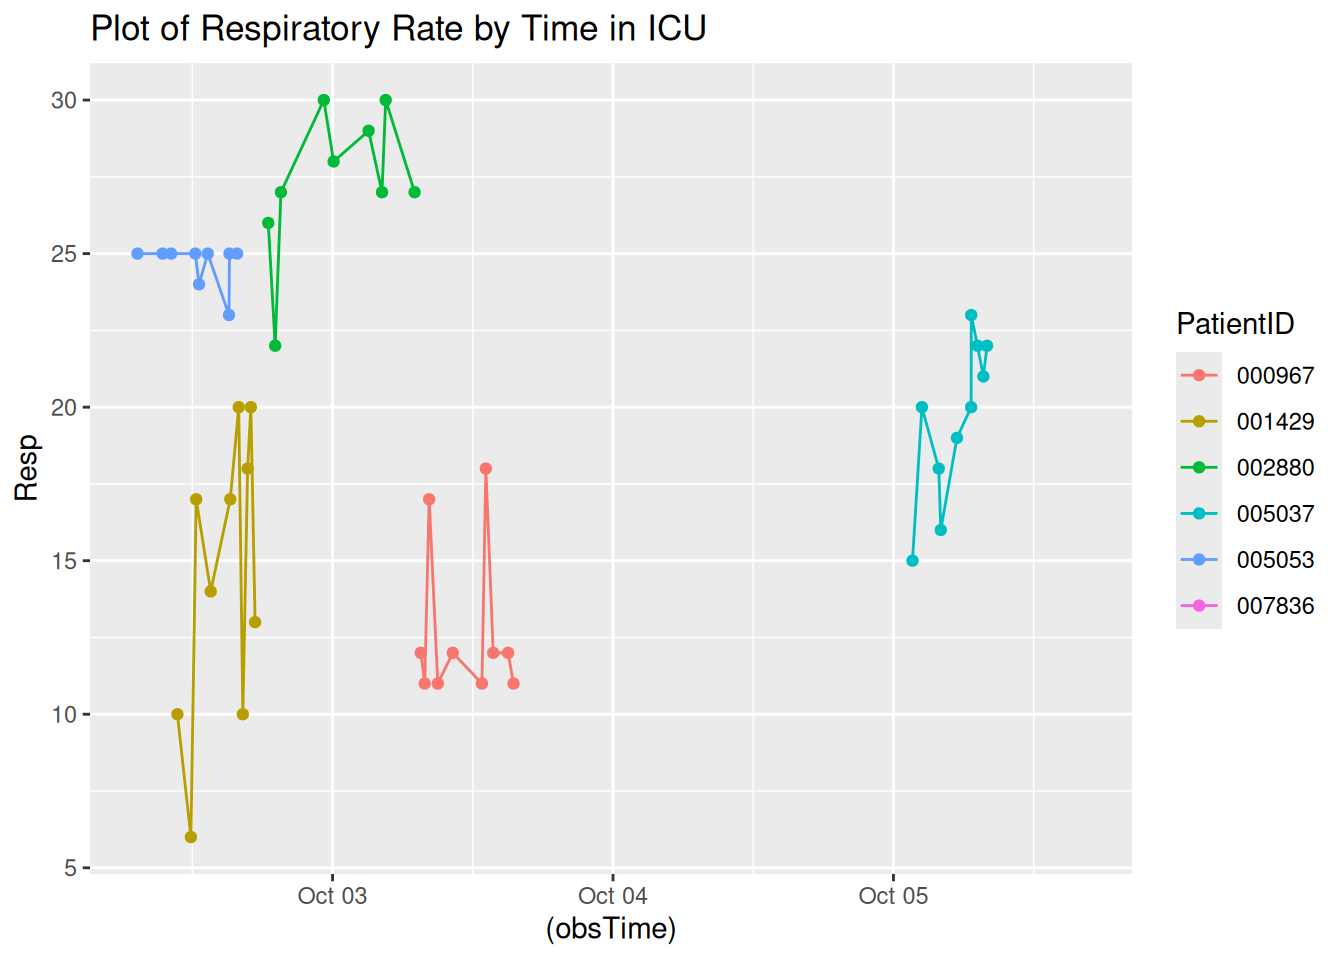 Plot of Respiratory Rate by Time in ICU
30
25
20
15
10
5
Resp
Oct 03
Oct 04
Oct 05
(obsTime)
PatientID
000967
001429
002880
005037
005053
007836